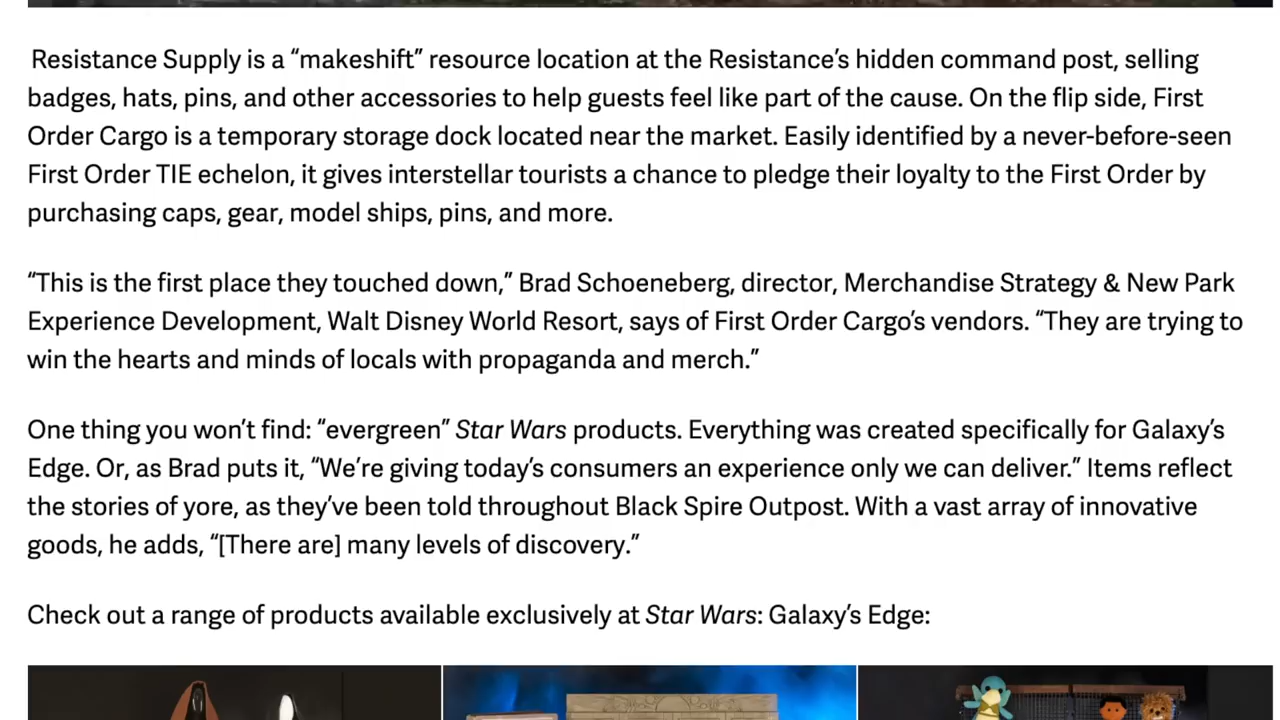 Resistance Supply is a “makeshift” resource location at the Resistance’s hidden command post, selling
badges, hats, pins, and other accessories to help guests feel like part of the cause. On the flip side, First
Order Cargo is a temporary storage dock located near the market. Easily identified by a never-before-seen
First Order TIE echelon, it gives interstellar tourists a chance to pledge their loyalty to the First Order by
purchasing caps, gear, model ships, pins, and more.
“This is the first place they touched down,” Brad Schoeneberg, director, Merchandise Strategy & New Park
Experience Development, Walt Disney World Resort, says of First Order Cargo’s vendors. “They are trying to
win the hearts and minds of locals with propaganda and merch.”
One thing you won’t find: “evergreen” Star Wars products. Everything was created specifically for Galaxy’s
Edge. Or, as Brad puts it, “We’re giving today’s consumers an experience only we can deliver.” Items reflect
the stories of yore, as they’ve been told throughout Black Spire Outpost. With a vast array of innovative
goods, he adds, “[There are] many levels of discovery.”
Check out a range of products available exclusively at Star Wars: Galaxy’s Edge: